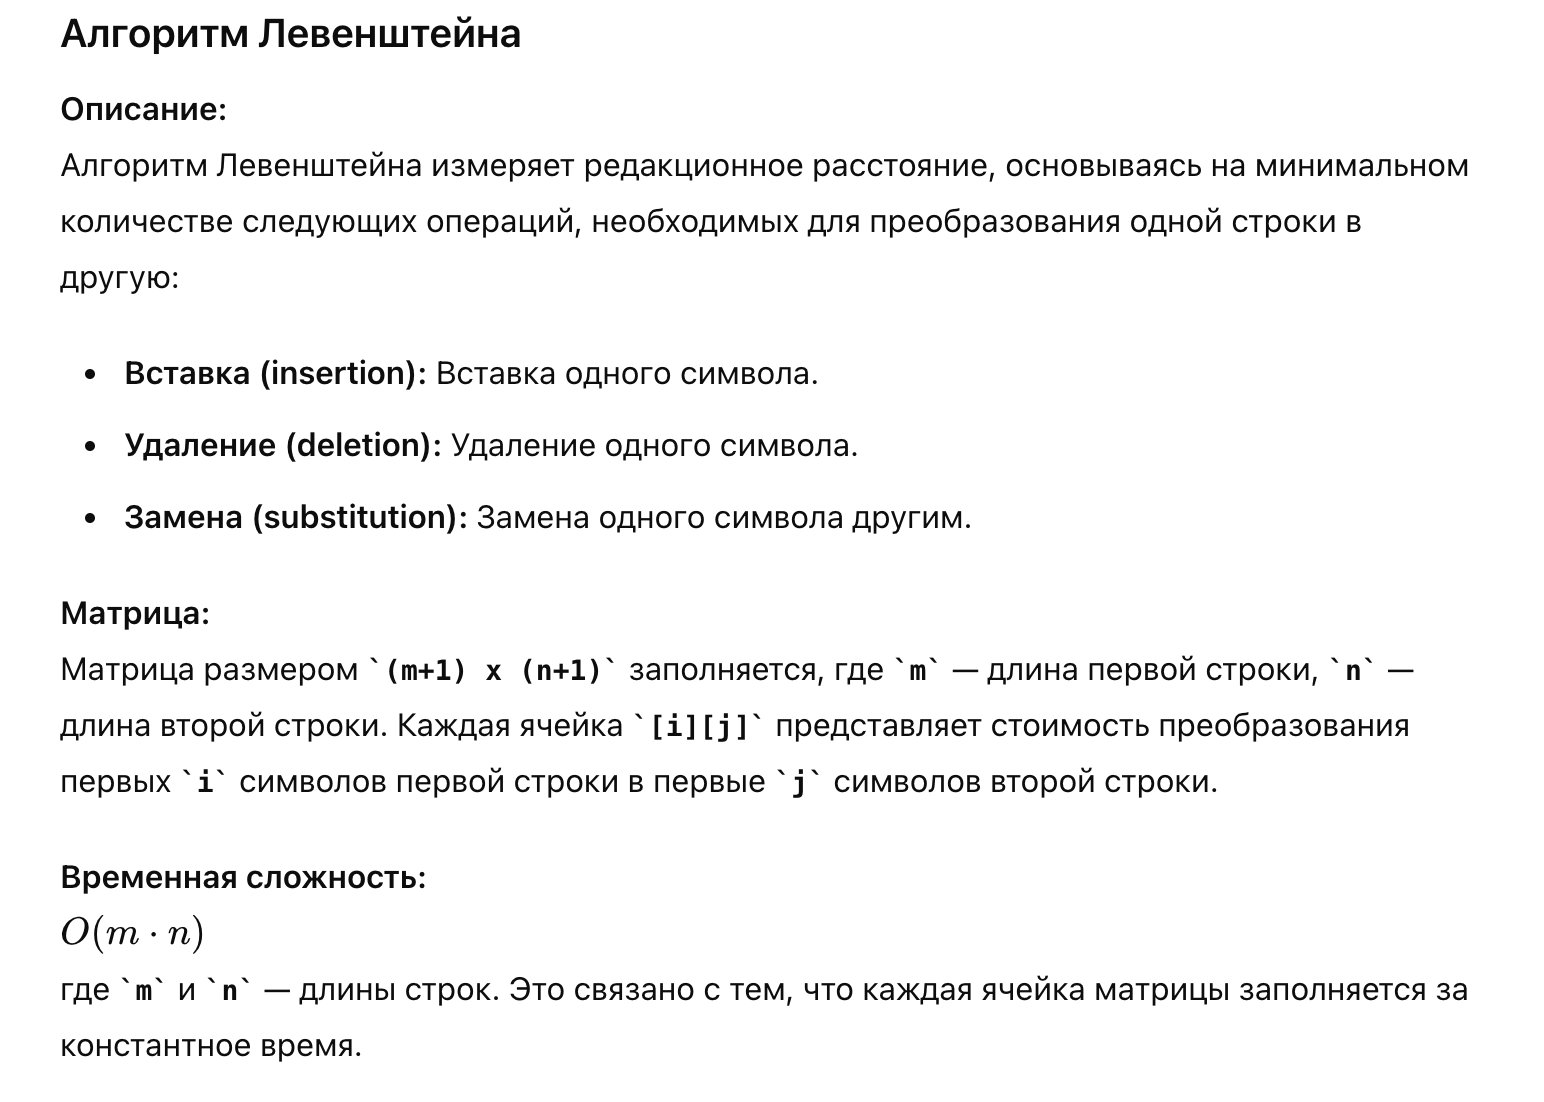 Алгоритм Левенштейна
Описание:
Алгоритм Левенштейна измеряет редакционное расстояние, основываясь на минимальном
количестве следующих операций, необходимых для преобразования одной строки в
другую:
• Вставка (insertion): Вставка одного символа.
• Удаление (deletion): Удаление одного символа.
• Замена (substitution): Замена одного символа другим.
Матрица:
Матрица размером `(m+1) x (n+1)` заполняется, где `m` — длина первой строки, `n` —
длина второй строки. Каждая ячейка `[i][j]` представляет стоимость преобразования
первых `i` символов первой строки в первые `j` символов второй строки.
Временная сложность:
O(m · n)
где `m` и `n` — длины строк. Это связано с тем, что каждая ячейка матрицы заполняется за
константное время.